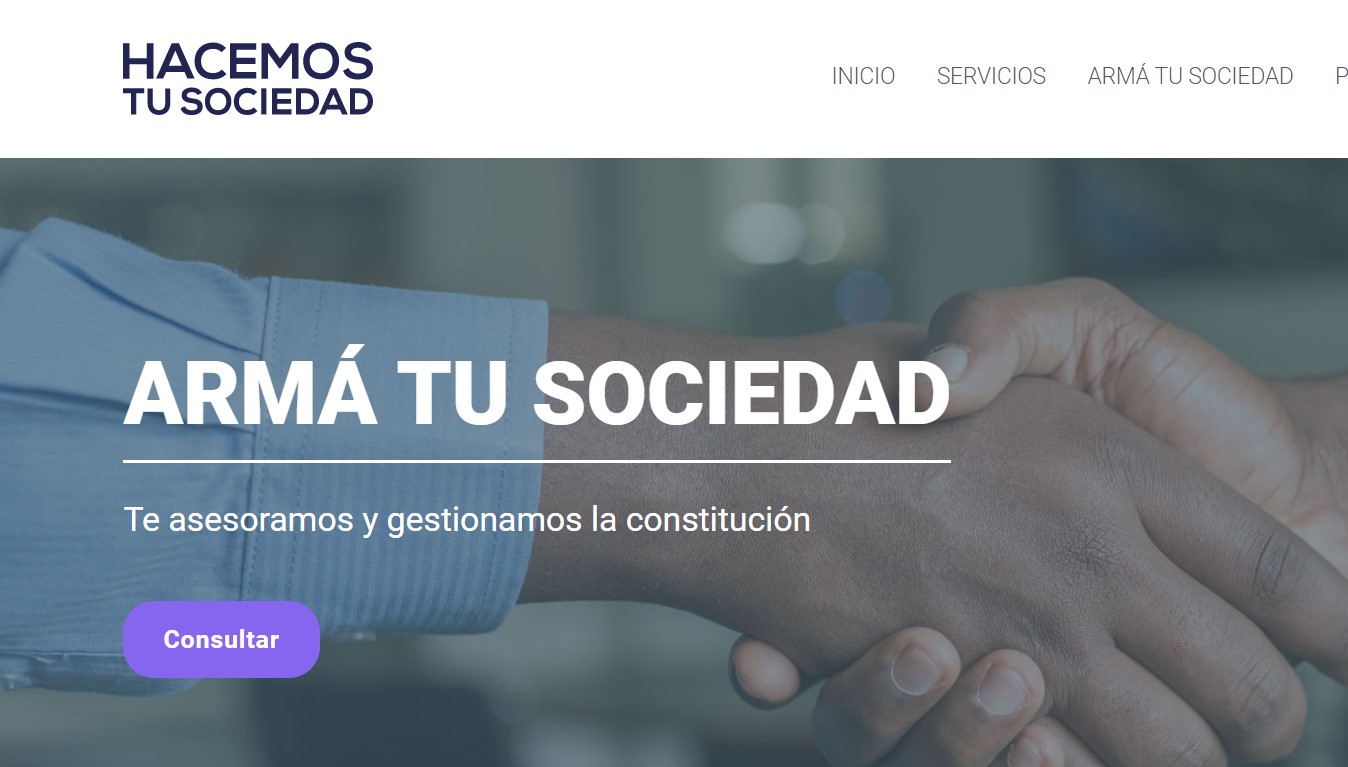 HACEMOS
TU SOCIEDAD
INICIO SERVICIOS ARMÁ TU SOCIEDAD P
ARMÁ TU SOCIEDAD
Te asesoramos y gestionamos la constitución
Consultar